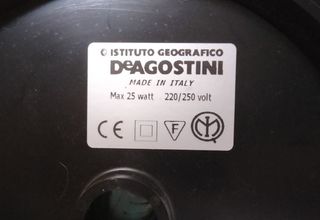 © ISTITUTO GEOGRAFICO
DeAGOSTINI
MADE IN ITALY
Max 25 watt 220/250 volt
CE F